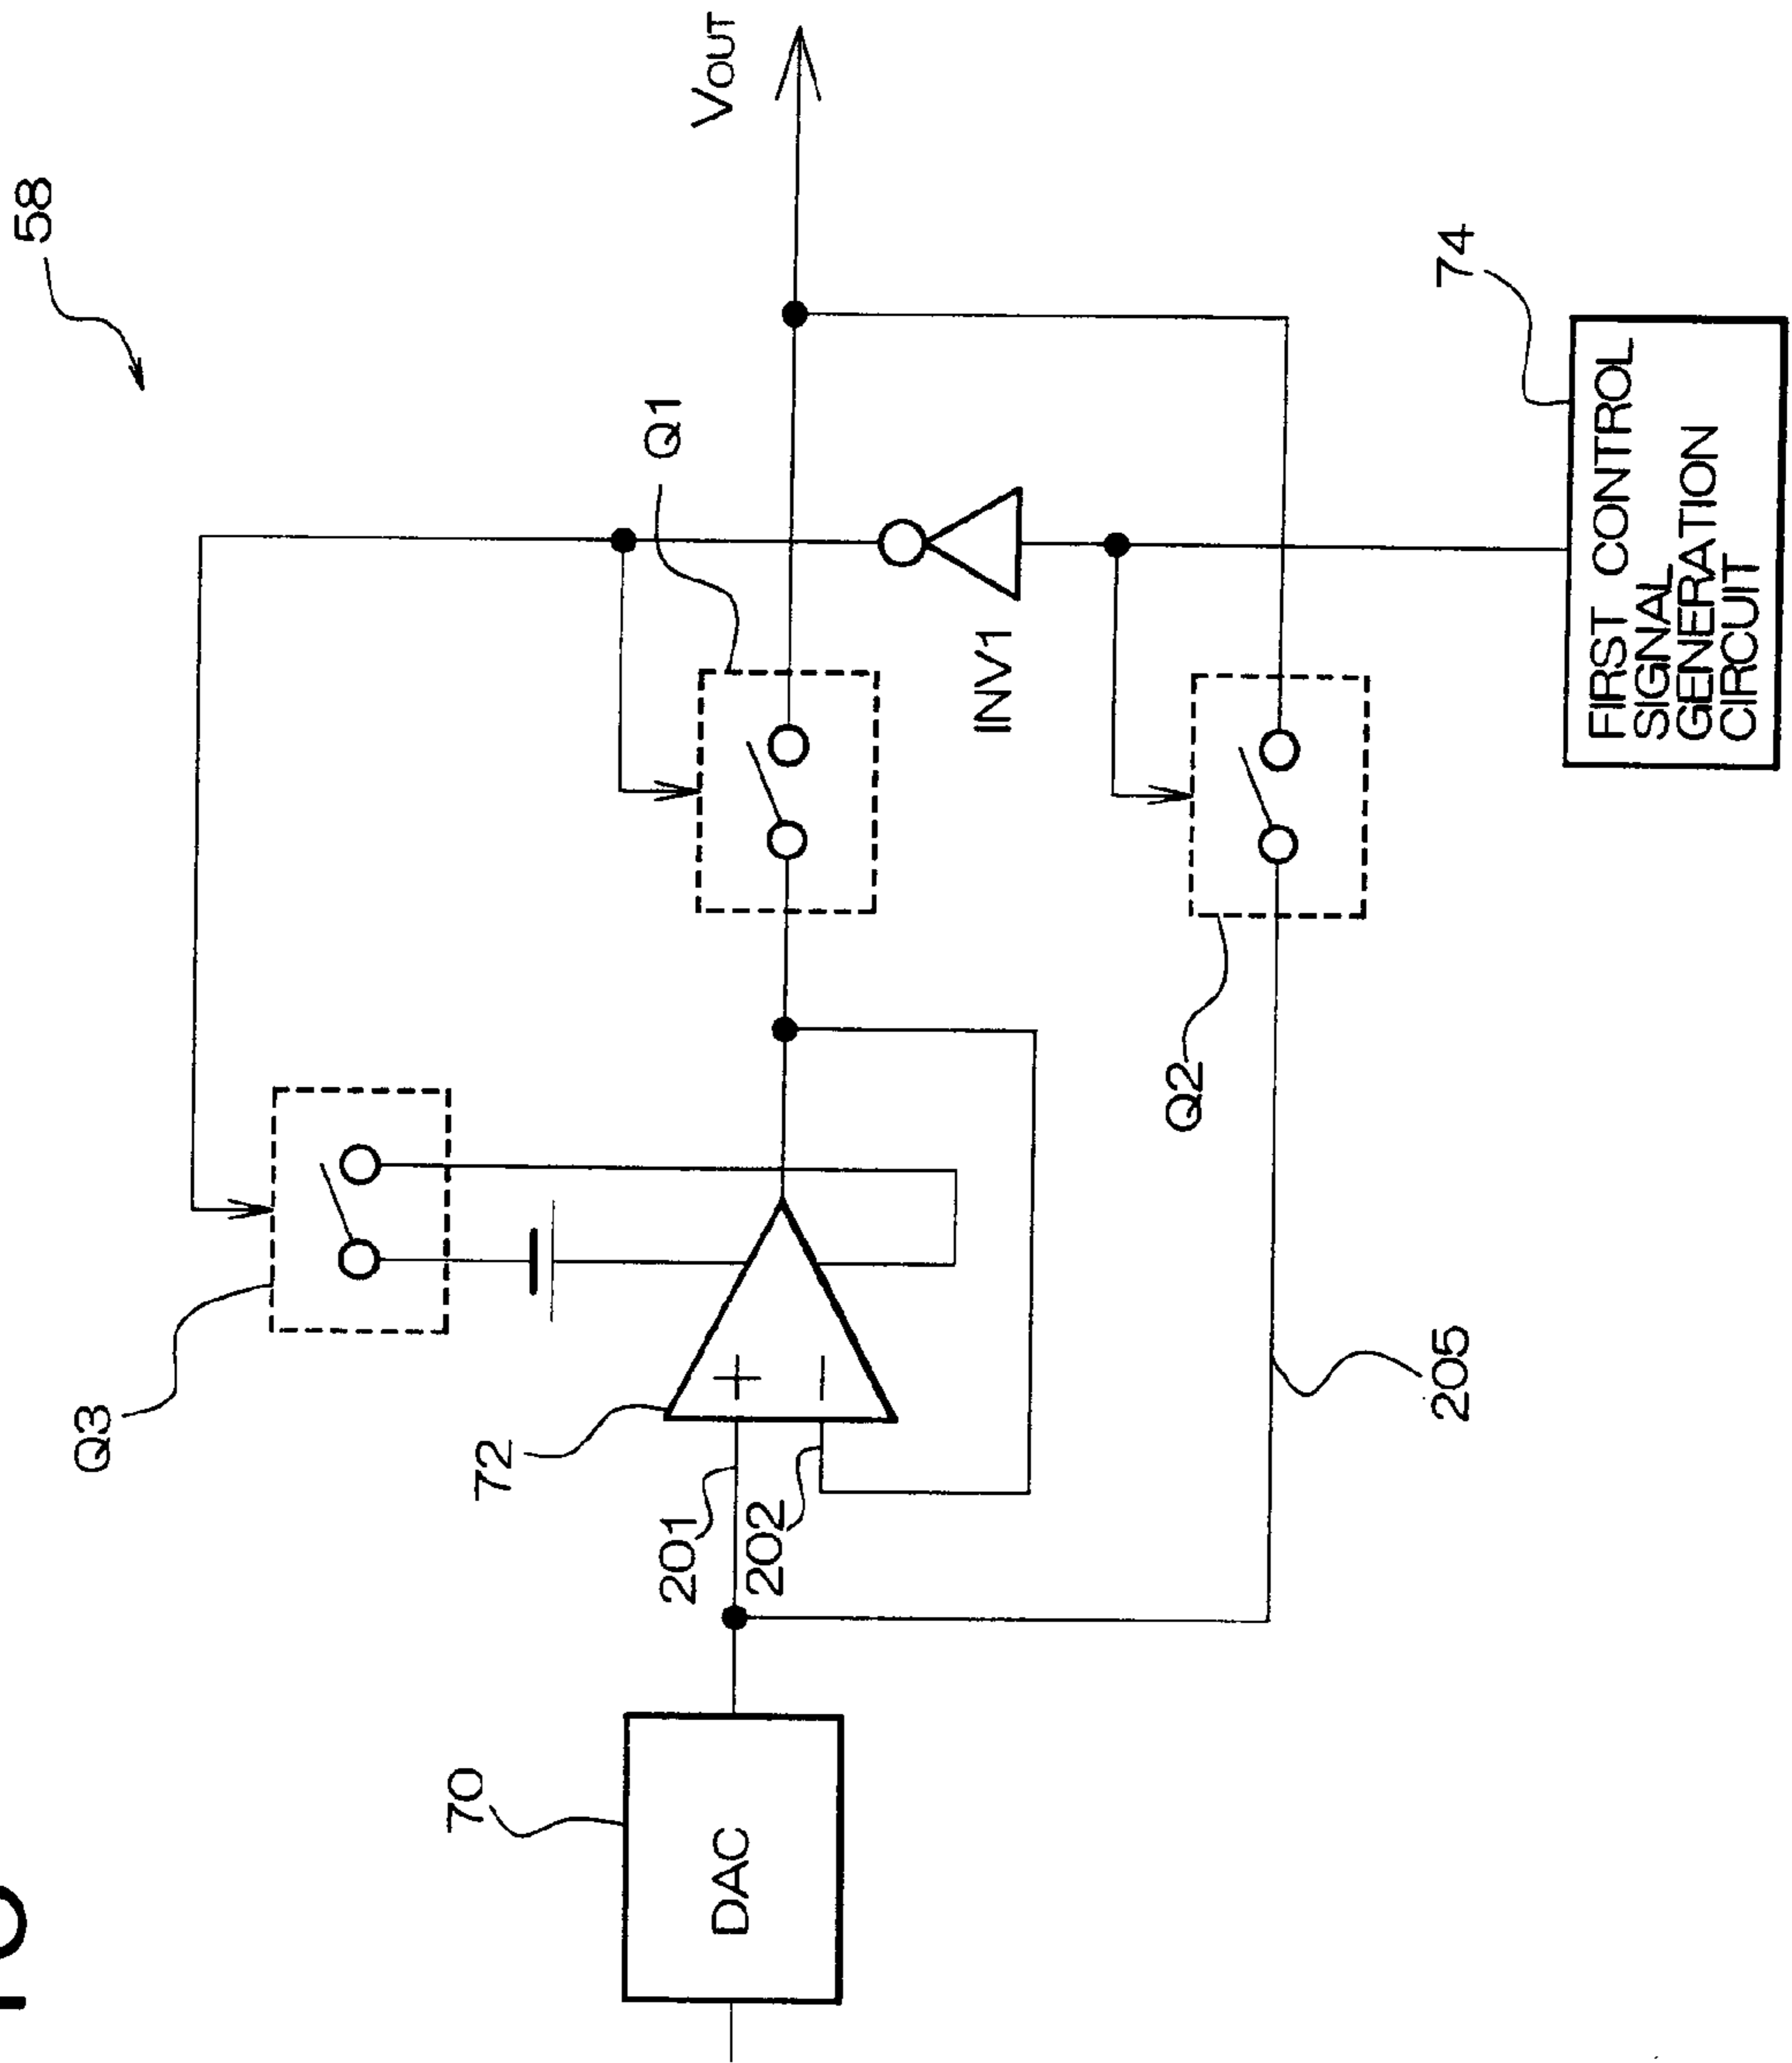 58
VOUT
Q3
Q1
72
201
202
INV1
70
DAC
Q2
74
205
FIRST CONTROL
SIGNAL
GENERATION
CIRCUIT